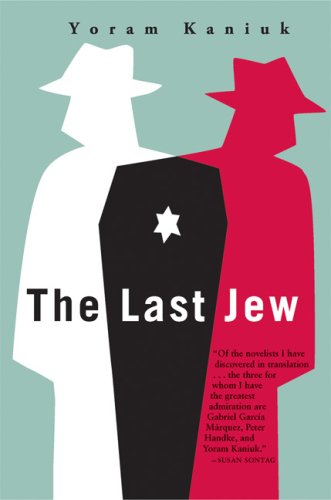 Yoram Kaniuk
The Last Jew
"Of the novelists I have
discovered in translation
. . . the three for
whom I have
the greatest
admiration are
Gabriel García
Márquez, Peter
Handke, and
Yoram Kaniuk."
—SUSAN SONTAG